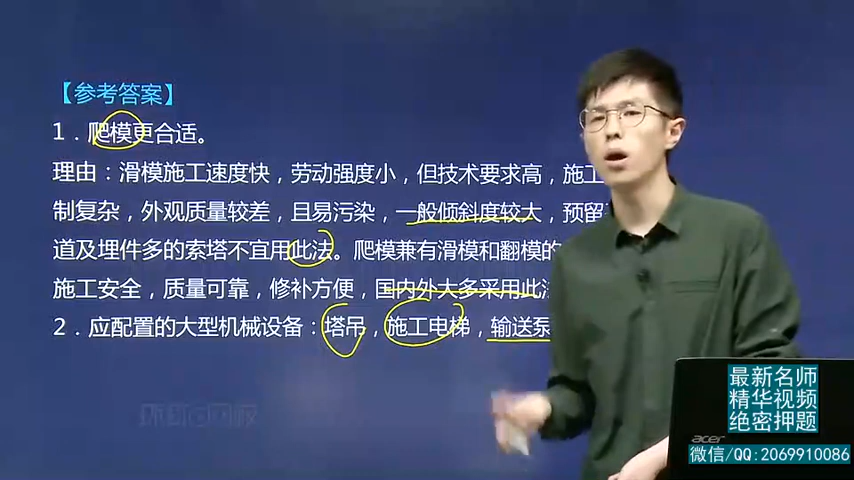 【参考答案】
1．爬模更合适。
理由：滑模施工速度快，劳动强度小，但技术要求高，施工
制复杂，外观质量较差，且易污染，一般倾斜度较大，预留
道及埋件多的索塔不宜用此法。爬模兼有滑模和翻模的
施工安全，质量可靠，修补方便，国内外大多采用此
2．应配置的大型机械设备：塔吊，施工电梯，输送泵
最新名师
精华视频
绝密押题
acer
微信/QQ:2069910086